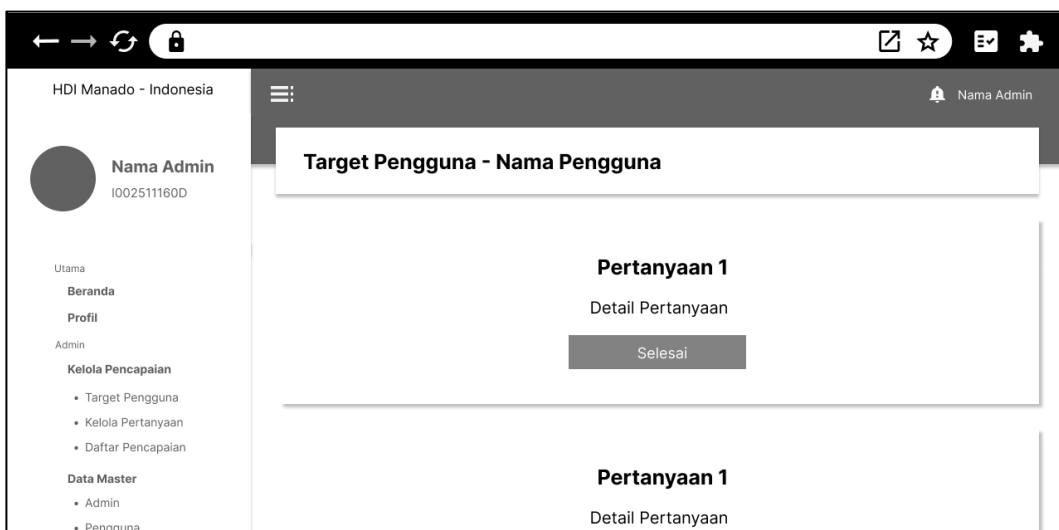 HDI Manado - Indonesia
Nama Admin
Nama Admin
I002511160D
Target Pengguna - Nama Pengguna
Utama
Beranda
Profil
Admin
Kelola Pencapaian
• Target Pengguna
• Kelola Pertanyaan
• Daftar Pencapaian
Data Master
• Admin
• Pengguna
Pertanyaan 1
Detail Pertanyaan
Selesai
Pertanyaan 1
Detail Pertanyaan